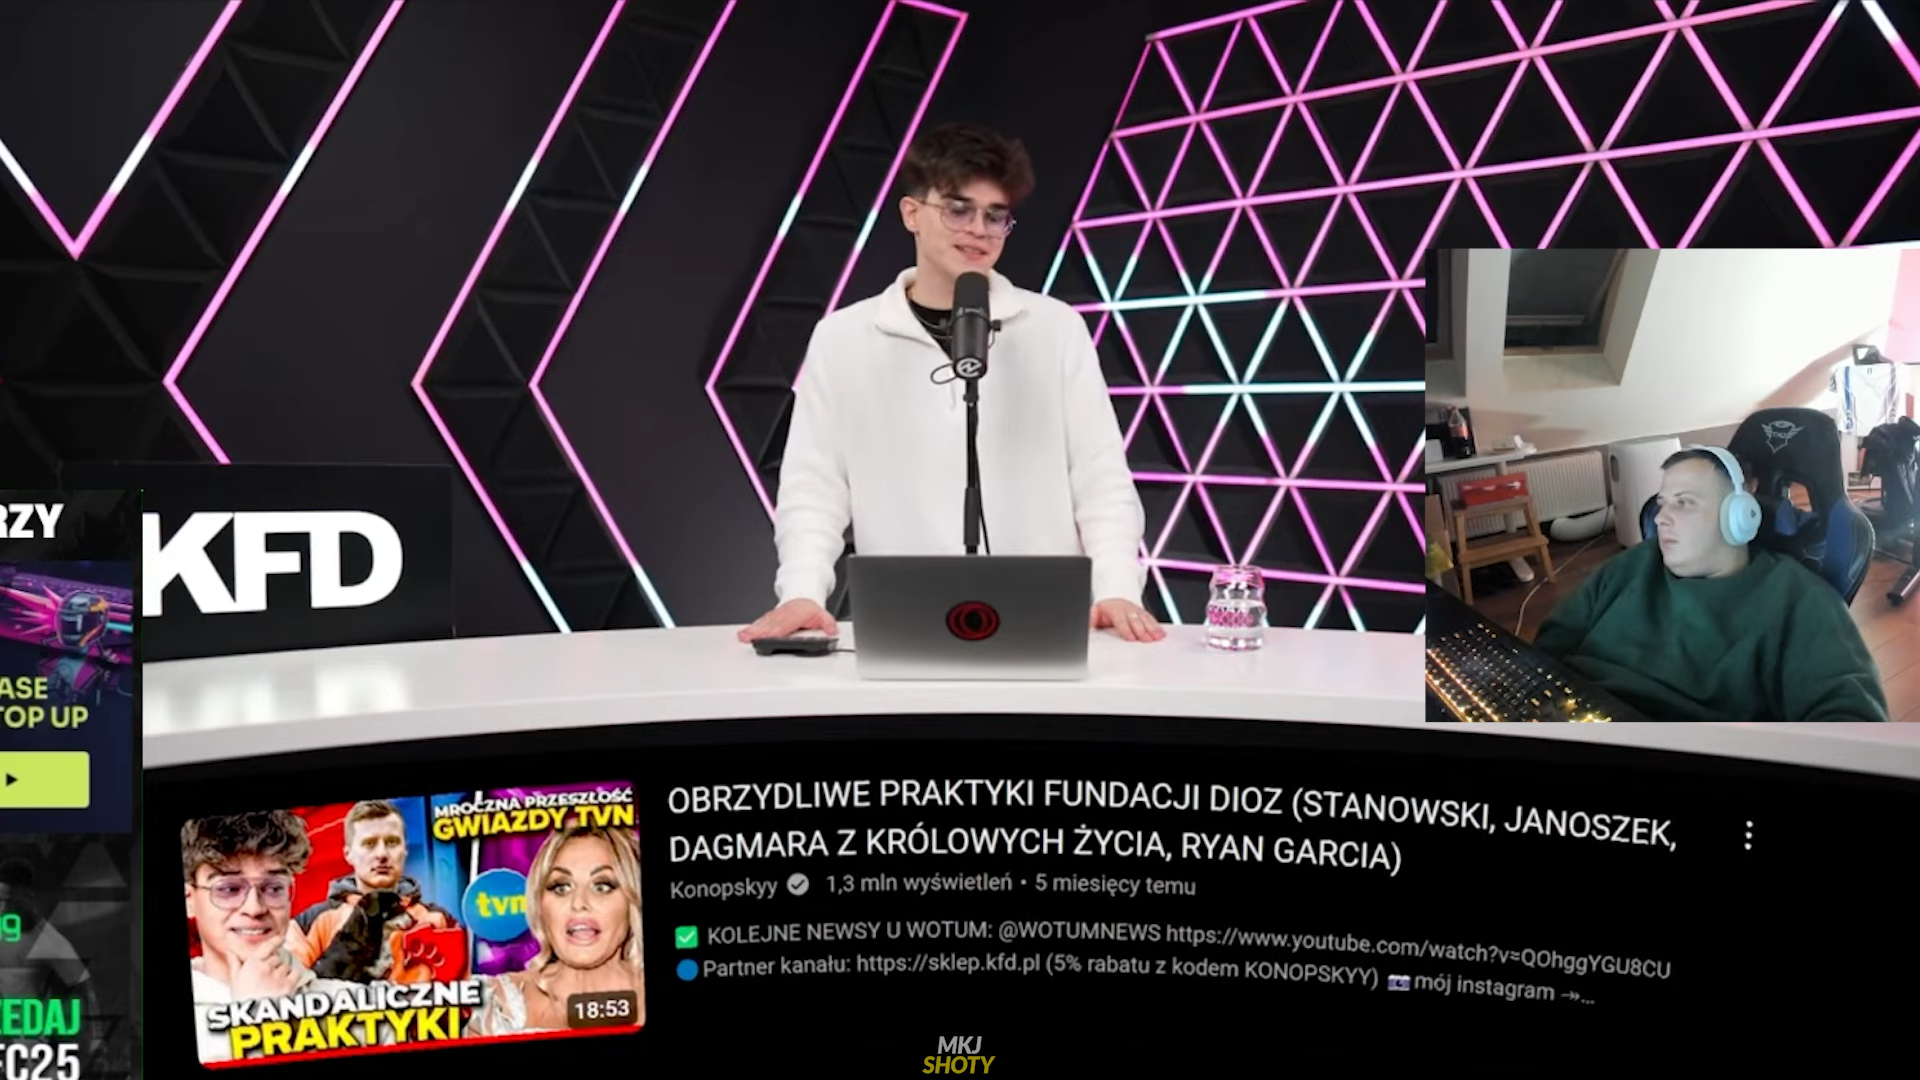 RZY
KFD
ASE
TOP UP
MROCZNA PRZESZŁOŚĆ
GWIAZDY TVN
tvn
SKANDALICZNE
PRAKTYKI
18:53
OBRZYDLIWE PRAKTYKI FUNDACJI DIOZ (STANOWSKI, JANOSZEK,
DAGMARA Z KRÓLOWYCH ŻYCIA, RYAN GARCIA)
Konopskyy 1,3 mln wyświetleń • 5 miesięcy temu
KOLEJNE NEWSY U WOTUM: @WOTUMNEWS https://www.youtube.com/watch?v=QOhggYGU8CU
Partner kanału: https://sklep.kfd.pl (5% rabatu z kodem KONOPSKYY) mój instagram ↠...
9
ZEDAJ
FC25
MKJ
SHOTY